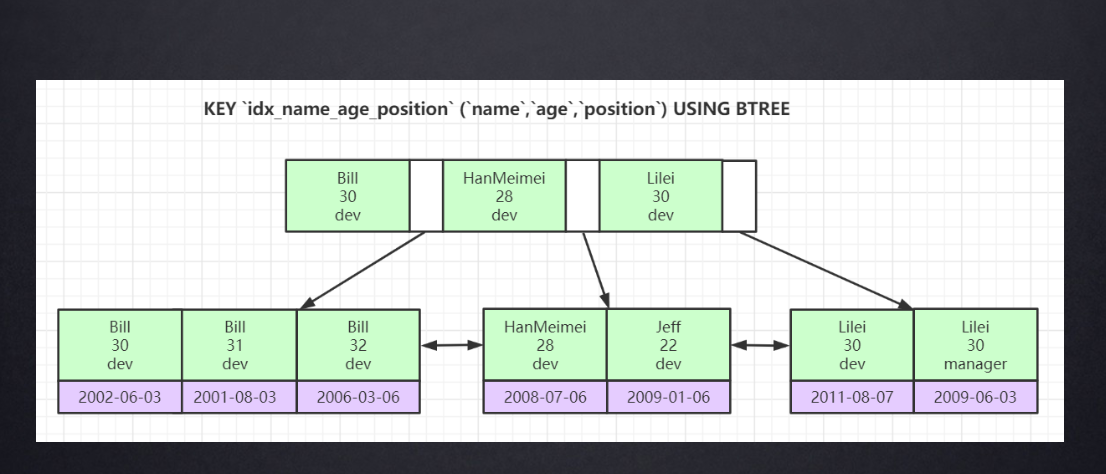 KEY `idx_name_age_position` (`name`,`age`,`position`) USING BTREE
Bill
30
dev
HanMeimei
28
dev
Lilei
30
dev
Bill
30
dev
2002-06-03
Bill
31
dev
2001-08-03
Bill
32
dev
2006-03-06
HanMeimei
28
dev
2008-07-06
Jeff
22
dev
2009-01-06
Lilei
30
dev
2011-08-07
Lilei
30
manager
2009-06-03